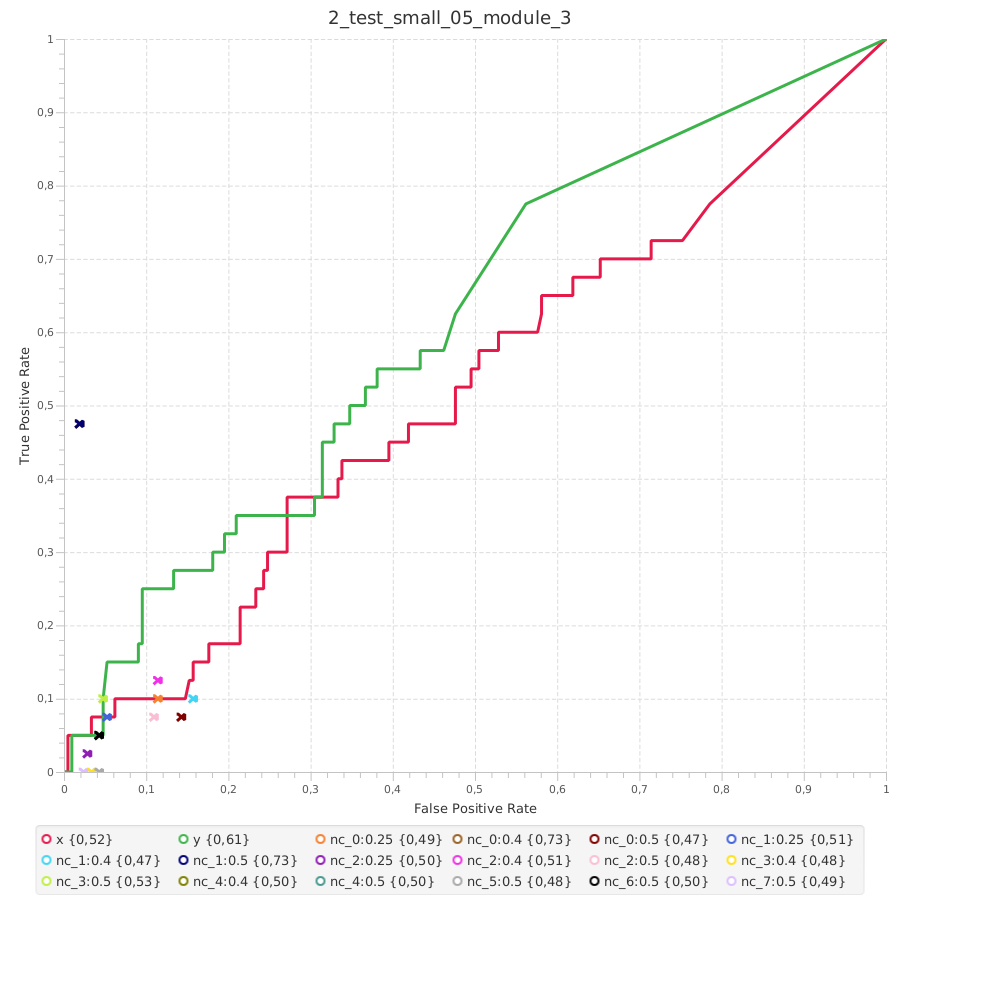 2_test_small_05_module_3
1
0,9
0,8
0,7
0,6
0,5
0,4
0,3
0,2
0,1
0
True Positive Rate
0 0,1 0,2 0,3 0,4 0,5 0,6 0,7 0,8 0,9 1
False Positive Rate
x {0,52} y {0,61} nc_0:0.25 {0,49} nc_0:0.4 {0,73} nc_0:0.5 {0,47} nc_1:0.25 {0,51}
nc_1:0.4 {0,47} nc_1:0.5 {0,73} nc_2:0.25 {0,50} nc_2:0.4 {0,51} nc_2:0.5 {0,48} nc_3:0.4 {0,48}
nc_3:0.5 {0,53} nc_4:0.4 {0,50} nc_4:0.5 {0,50} nc_5:0.5 {0,48} nc_6:0.5 {0,50} nc_7:0.5 {0,49}